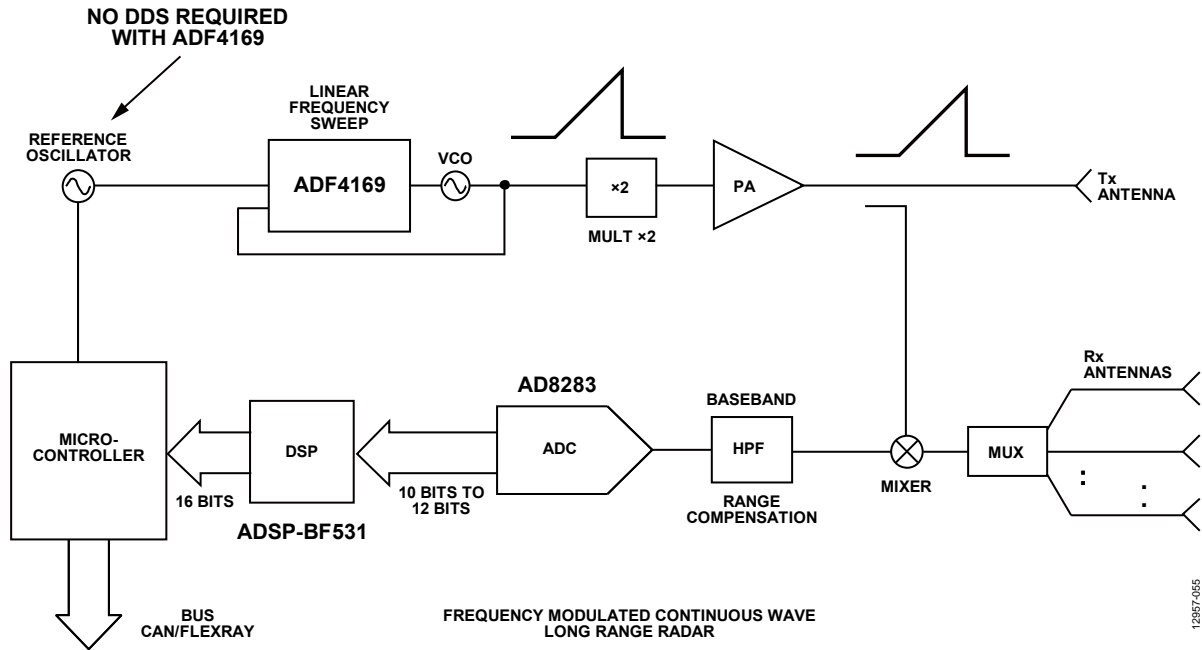 NO DDS REQUIRED
WITH ADF4169
LINEAR
FREQUENCY
SWEEP
REFERENCE
OSCILLATOR
ADF4169
VCO
×2
MULT ×2
PA
Tx
ANTENNA
Rx
ANTENNAS
AD8283
BASEBAND
MICRO-
CONTROLLER
DSP
ADC
HPF
MIXER
MUX
16 BITS
10 BITS TO
12 BITS
RANGE
COMPENSATION
ADSP-BF531
BUS
CAN/FLEXRAY
FREQUENCY MODULATED CONTINUOUS WAVE
LONG RANGE RADAR
12957-055